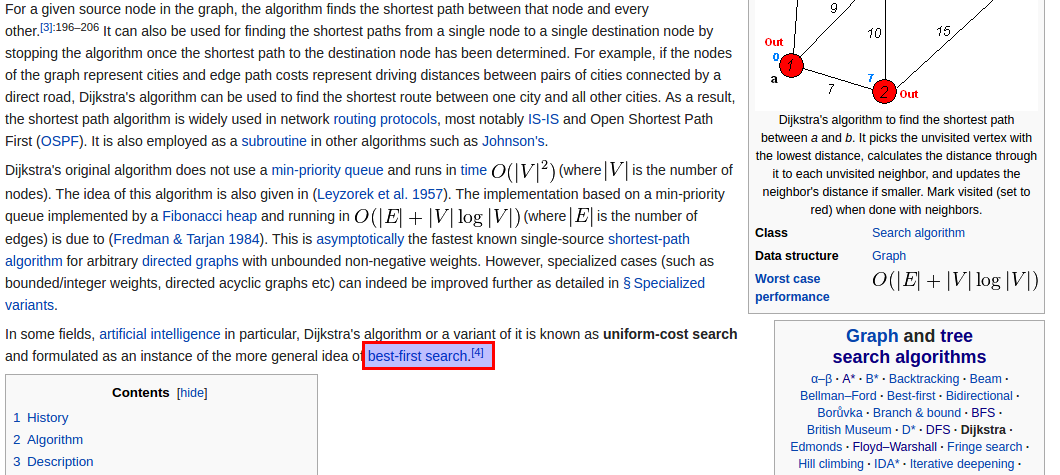 For a given source node in the graph, the algorithm finds the shortest path between that node and every
other.[3]:196–206 It can also be used for finding the shortest paths from a single node to a single destination node by
stopping the algorithm once the shortest path to the destination node has been determined. For example, if the nodes
of the graph represent cities and edge path costs represent driving distances between pairs of cities connected by a
direct road, Dijkstra's algorithm can be used to find the shortest route between one city and all other cities. As a result,
the shortest path algorithm is widely used in network routing protocols, most notably IS-IS and Open Shortest Path
First (OSPF). It is also employed as a subroutine in other algorithms such as Johnson's.
Dijkstra's original algorithm does not use a min-priority queue and runs in time O(|V|²) (where |V| is the number of
nodes). The idea of this algorithm is also given in (Leyzorek et al. 1957). The implementation based on a min-priority
queue implemented by a Fibonacci heap and running in O(|E| + |V| log |V|) (where |E| is the number of
edges) is due to (Fredman & Tarjan 1984). This is asymptotically the fastest known single-source shortest-path
algorithm for arbitrary directed graphs with unbounded non-negative weights. However, specialized cases (such as
bounded/integer weights, directed acyclic graphs etc) can indeed be improved further as detailed in § Specialized
variants.
In some fields, artificial intelligence in particular, Dijkstra's algorithm or a variant of it is known as uniform-cost search
and formulated as an instance of the more general idea of best-first search.[4]
Contents [hide]
1 History
2 Algorithm
3 Description
9
10
15
Out
0
1
a
7
7
2
Out
Dijkstra's algorithm to find the shortest path
between a and b. It picks the unvisited vertex with
the lowest distance, calculates the distance through
it to each unvisited neighbor, and updates the
neighbor's distance if smaller. Mark visited (set to
red) when done with neighbors.
Class Search algorithm
Data structure Graph
Worst case O(|E| + |V| log |V|)
performance
Graph and tree
search algorithms
α–β · A* · B* · Backtracking · Beam ·
Bellman–Ford · Best-first · Bidirectional ·
Borůvka · Branch & bound · BFS ·
British Museum · D* · DFS · Dijkstra ·
Edmonds · Floyd–Warshall · Fringe search ·
Hill climbing · IDA* · Iterative deepening ·